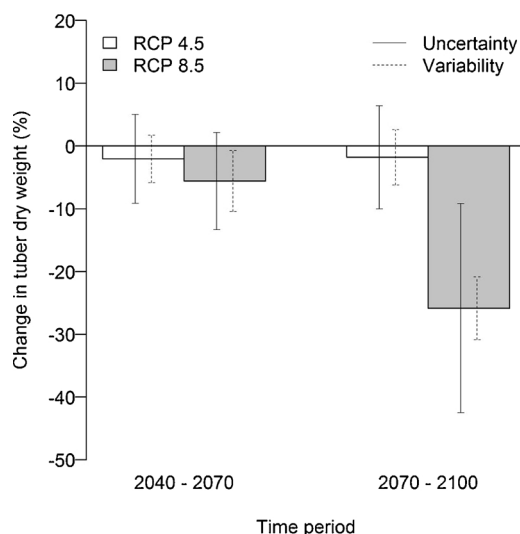 20
10
0
-10
-20
-30
-40
-50
Change in tuber dry weight (%)
RCP 4.5
RCP 8.5
Uncertainty
Variability
2040 - 2070
2070 - 2100
Time period